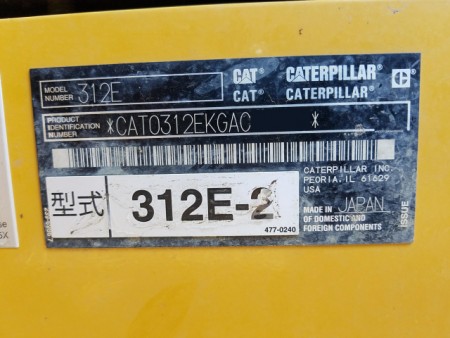 MODEL NUMBER 312E
CAT® CATERPILLAR® C
CAT® CATERPILLAR®
PRODUCT IDENTIFICATION NUMBER *CAT0312EKGAC *
CATERPILLAR INC.
PEORIA, IL 61629
USA
型式 312E-2
MADE IN JAPAN
OF DOMESTIC AND
FOREIGN COMPONENTS
477-0240
ISSUE